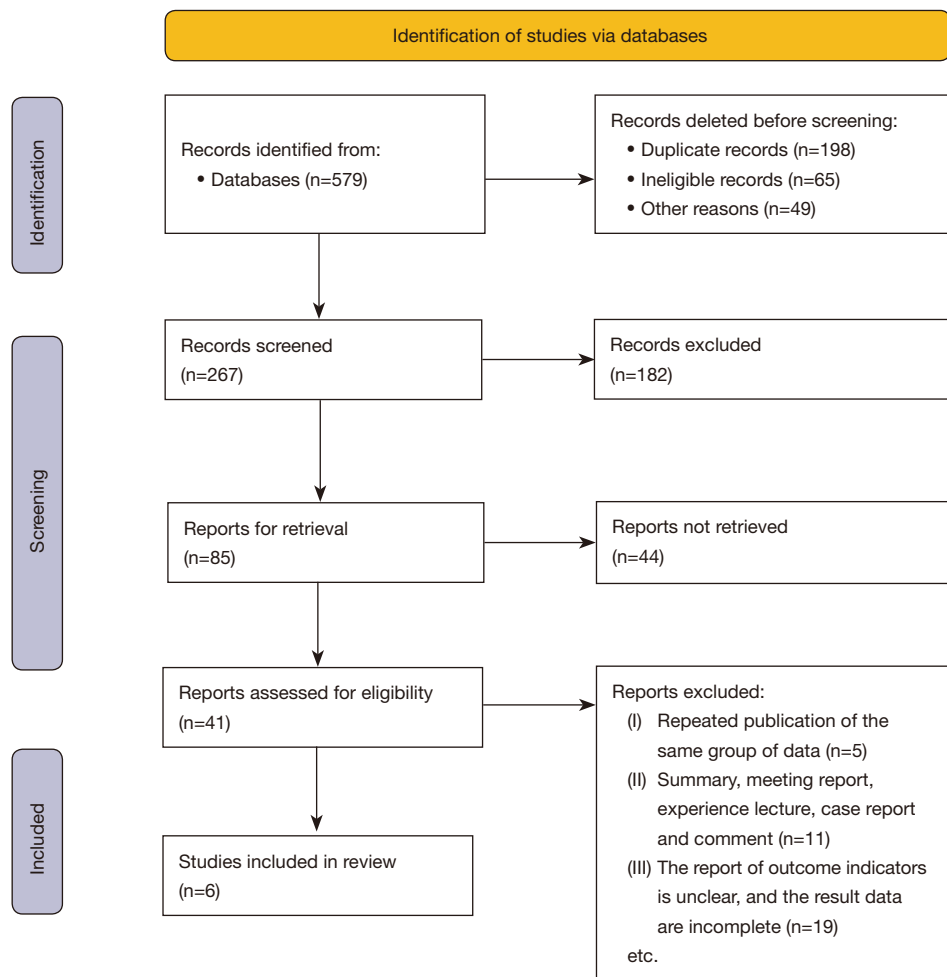 Identification of studies via databases
Identification
Records identified from:
• Databases (n=579)
Records deleted before screening:
• Duplicate records (n=198)
• Ineligible records (n=65)
• Other reasons (n=49)
Screening
Records screened
(n=267)
Records excluded
(n=182)
Reports for retrieval
(n=85)
Reports not retrieved
(n=44)
Reports assessed for eligibility
(n=41)
Reports excluded:
(I) Repeated publication of the
same group of data (n=5)
(II) Summary, meeting report,
experience lecture, case report
and comment (n=11)
(III) The report of outcome indicators
is unclear, and the result data
are incomplete (n=19)
etc.
Included
Studies included in review
(n=6)